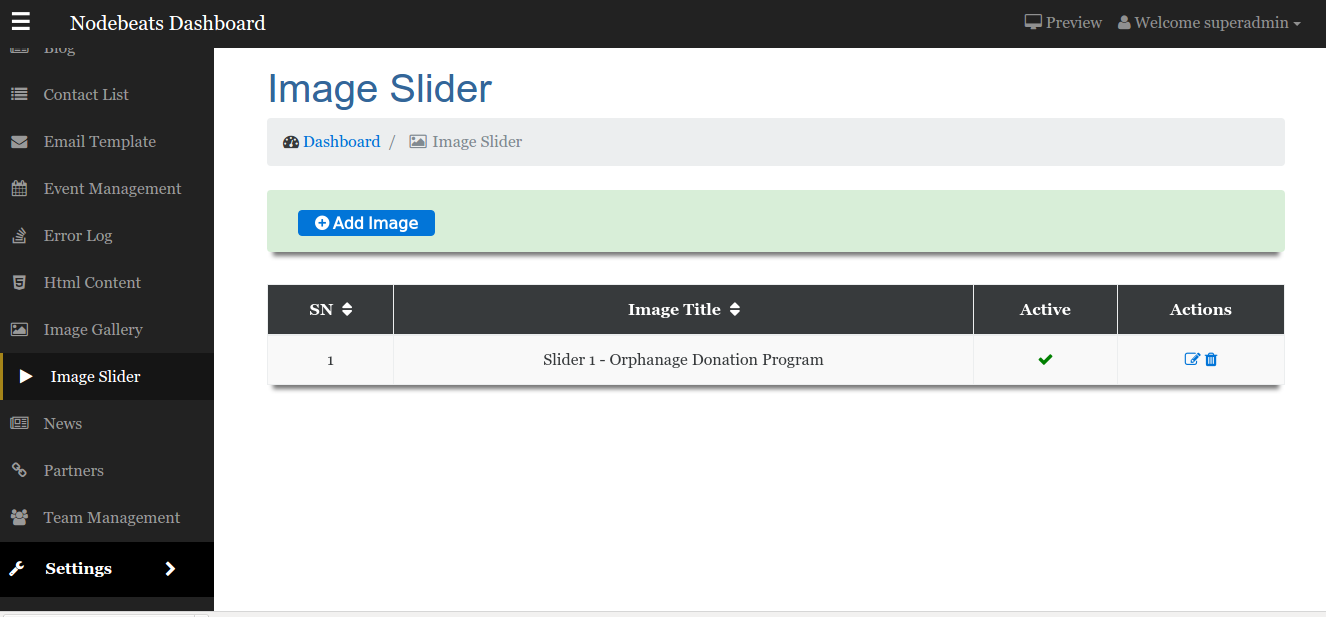 Nodebeats Dashboard
Preview
Welcome superadmin
Blog
Contact List
Email Template
Event Management
Error Log
Html Content
Image Gallery
Image Slider
News
Partners
Team Management
Settings
Image Slider
Dashboard / Image Slider
Add Image
SN Image Title Active Actions
1 Slider 1 - Orphanage Donation Program